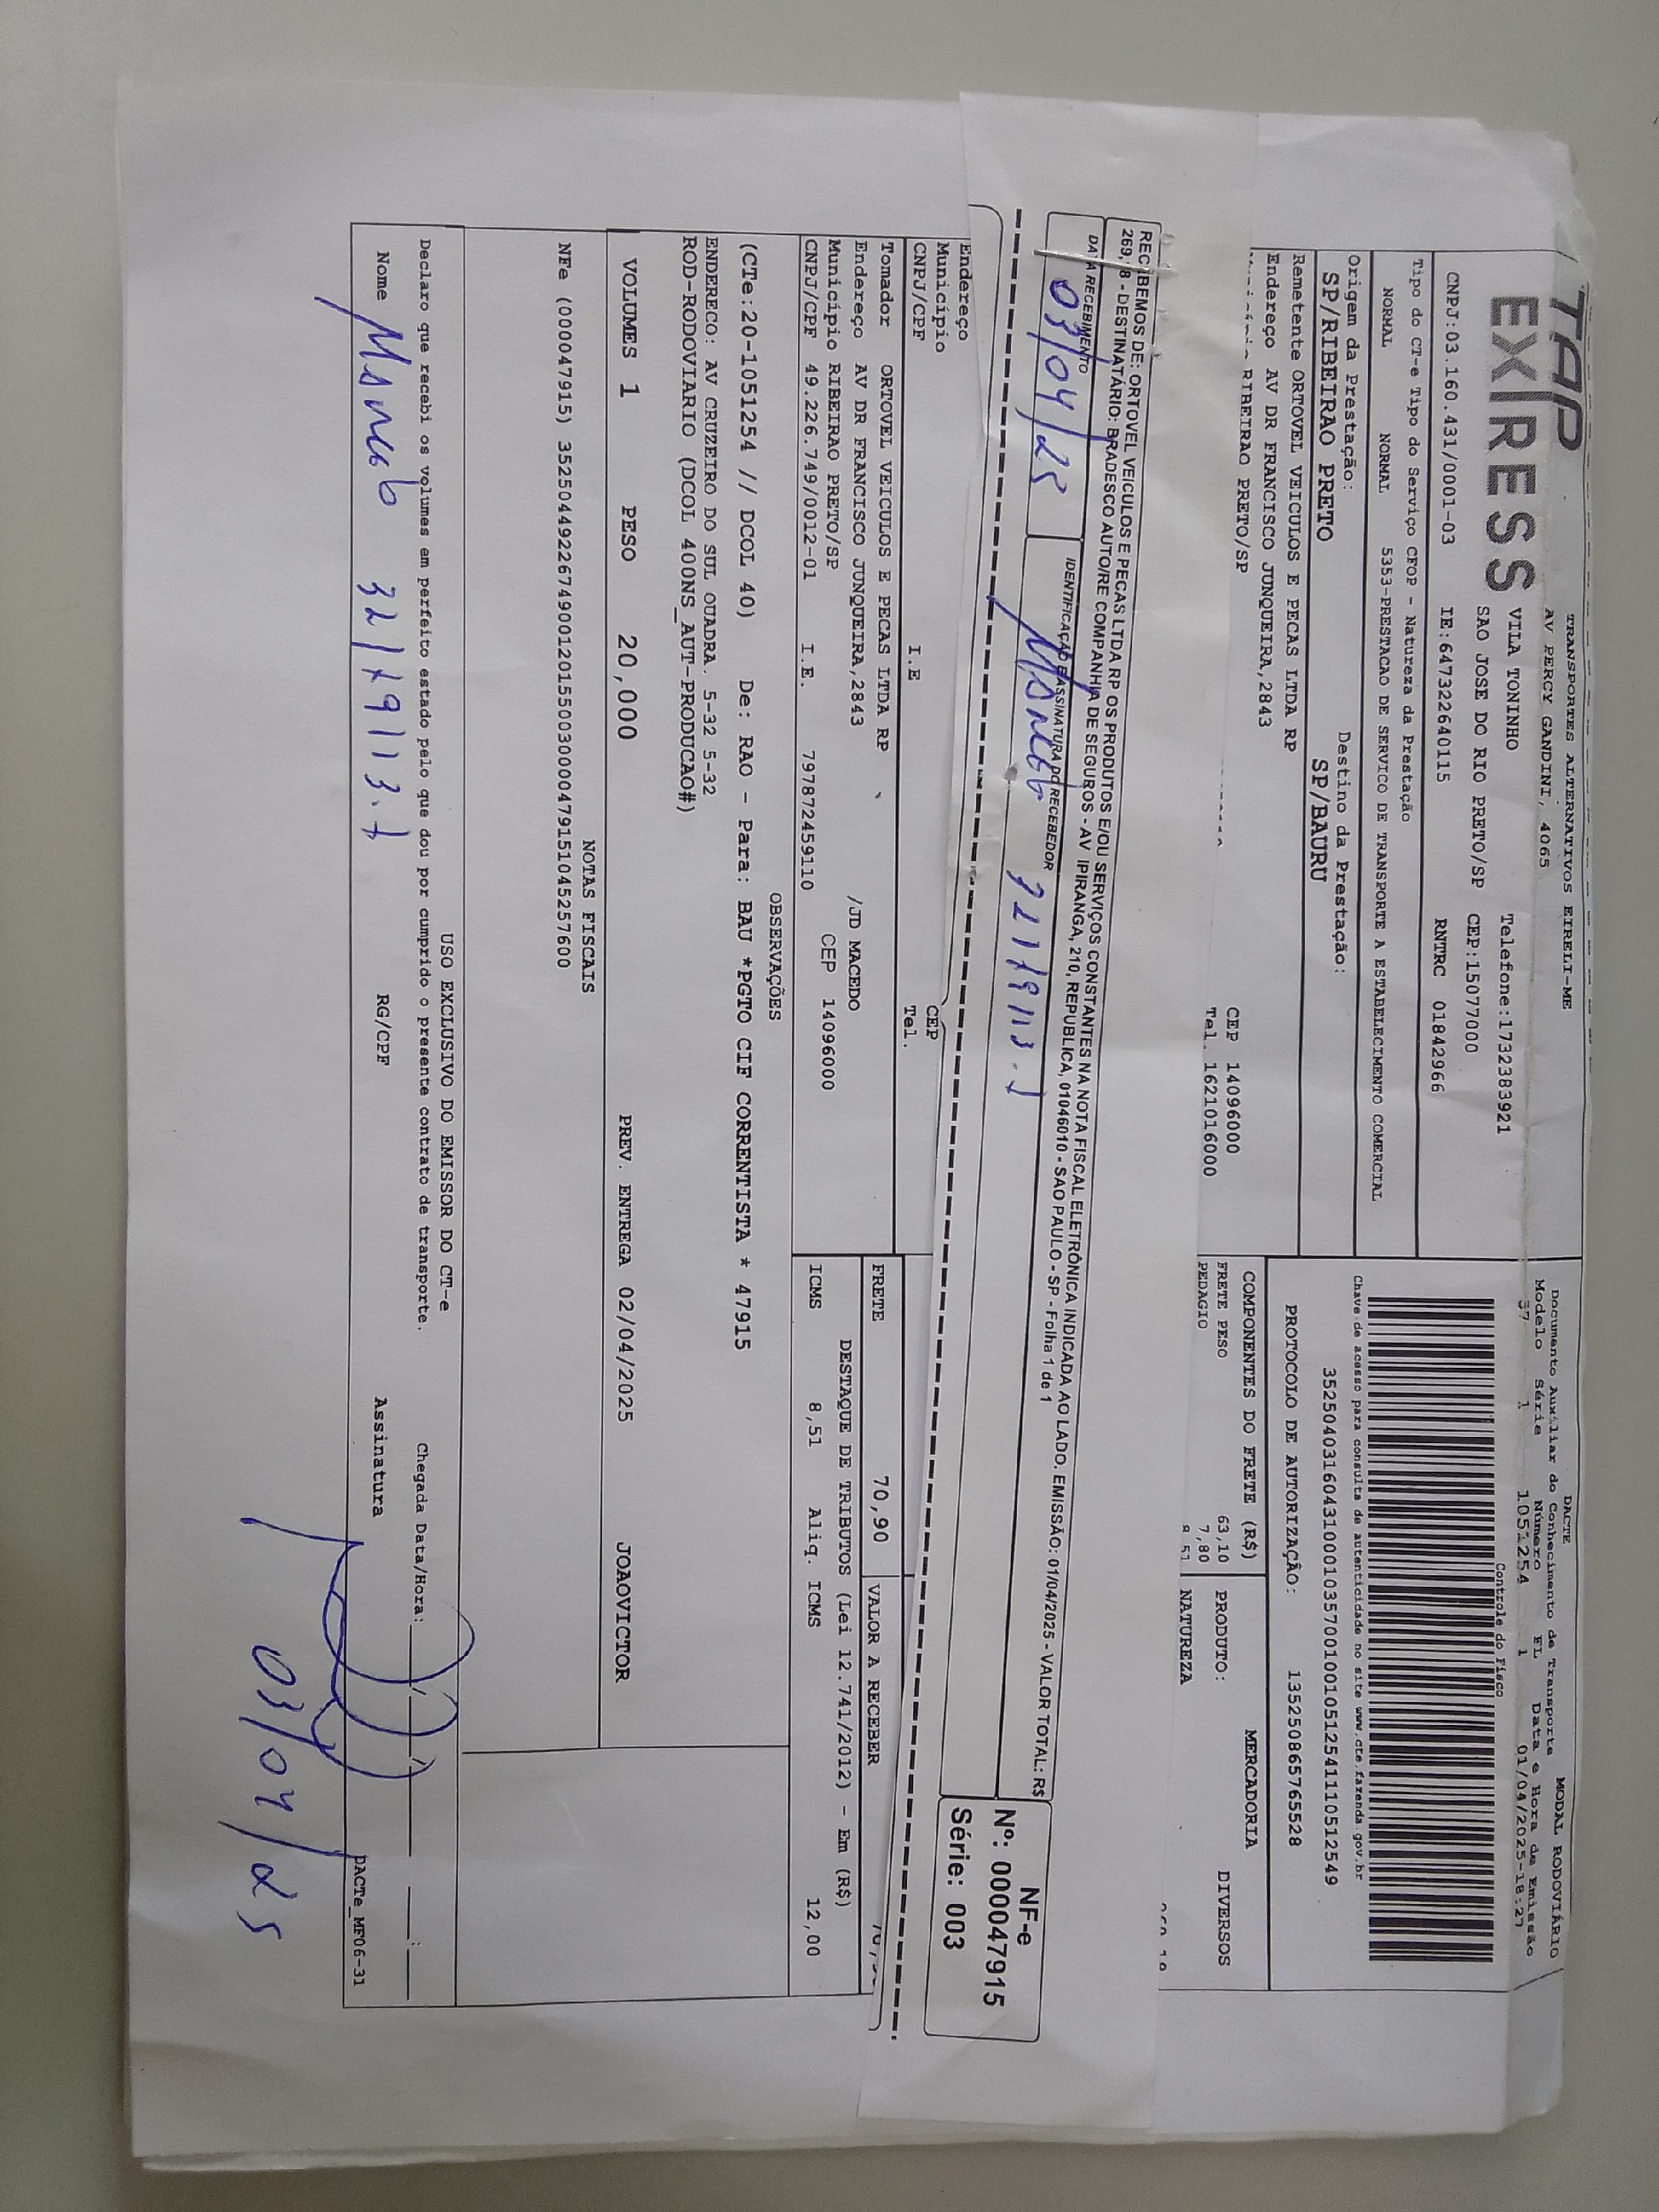 TAP
EXPRESS
TRANSPORTES ALTERNATIVOS EIRELI-ME
AV PERCY GANDINI, 4065
VILA TONINHO Telefone:1732383921
SAO JOSE DO RIO PRETO/SP CEP:15077000
CNPJ:03.160.431/0001-03 IE:647322640115 RNTRC 01842966
Tipo do CT-e Tipo do Serviço CFOP - Natureza da Prestação
NORMAL NORMAL 5353-PRESTACAO DE SERVICO DE TRANSPORTE A ESTABELECIMENTO COMERCIAL
Origem da Prestação: Destino da Prestação:
SP/RIBEIRAO PRETO SP/BAURU
DACTE MODAL RODOVIÁRIO
Documento Auxiliar do Conhecimento de Transporte
Modelo Série Número FL Data e Hora de Emissão
57 1 1051254 1 01/04/2025-18:27
Controle do Fisco
Chave de acesso para consulta de autenticidade no site www.cte.fazenda.gov.br
35250403160431000103570010010512541110512549
PROTOCOLO DE AUTORIZAÇÃO: 135250865765528
Remetente ORTOVEL VEICULOS E PECAS LTDA RP
Endereço AV DR FRANCISCO JUNQUEIRA,2843
RIBEIRAO PRETO/SP CEP 14096000
Tel. 1621016000
COMPONENTES DO FRETE (R$) MERCADORIA
FRETE PESO 63,10 PRODUTO: DIVERSOS
PEDAGIO 7,80
8,51 NATUREZA
RECEBEMOS DE: ORTOVEL VEICULOS E PECAS LTDA RP OS PRODUTOS E/OU SERVIÇOS CONSTANTES NA NOTA FISCAL ELETRÔNICA INDICADA AO LADO. EMISSÃO: 01/04/2025 - VALOR TOTAL: R$
269,18 - DESTINATÁRIO: BRADESCO AUTO/RE COMPANHIA DE SEGUROS - AV IPIRANGA, 210, REPUBLICA, 01046010 - SAO PAULO - SP - Folha 1 de 1
DATA RECEBIMENTO IDENTIFICAÇÃO E ASSINATURA DO RECEBEDOR
03/04/25
NF-e
Nº: 000047915
Série: 003
Endereço
Município CEP
CNPJ/CPF I.E Tel.
Tomador ORTOVEL VEICULOS E PECAS LTDA RP
Endereço AV DR FRANCISCO JUNQUEIRA,2843 /JD MACEDO
Município RIBEIRAO PRETO/SP CEP 14096000
CNPJ/CPF 49.226.749/0012-01 I.E. 797872459110
FRETE 70,90 VALOR A RECEBER
DESTAQUE DE TRIBUTOS (Lei 12.741/2012) - Em (R$)
ICMS 8,51 Aliq. ICMS 12,00
OBSERVAÇÕES
(CTe:20-1051254 // DCOL 40) De: RAO - Para: BAU *PGTO CIF CORRENTISTA * 47915
ENDERECO: AV CRUZEIRO DO SUL QUADRA. 5-32 5-32
ROD-RODOVIARIO (DCOL 400NS_AUT-PRODUCAO#)
VOLUMES 1 PESO 20,000 PREV. ENTREGA 02/04/2025 JOAOVICTOR
NOTAS FISCAIS
NFe (000047915) 35250449226749001201550030000479151045257600
USO EXCLUSIVO DO EMISSOR DO CT-e
Declaro que recebi os volumes em perfeito estado pelo que dou por cumprido o presente contrato de transporte. Chegada Data/Hora:
Nome RG/CPF Assinatura
DACTe_MF06-31
03/04/25